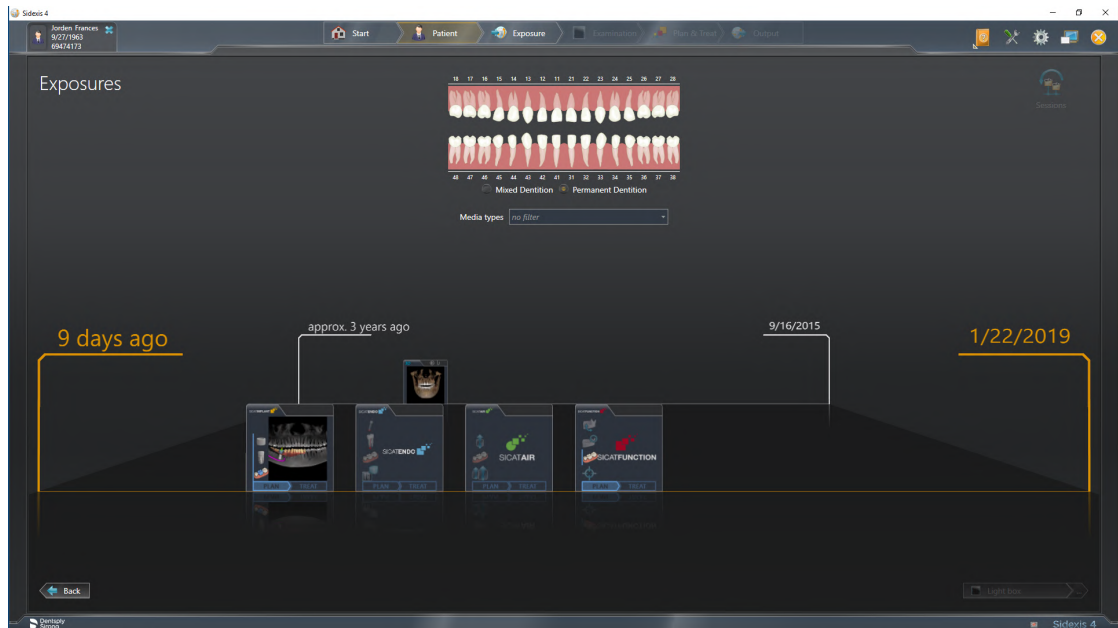 Sidexis 4
Jorden Frances
9/27/1963
69474173
Start
Patient
Exposure
Examination
Plan & Treat
Output
Exposures
Sessions
18 17 16 15 14 13 12 11 21 22 23 24 25 26 27 28
48 47 46 45 44 43 42 41 31 32 33 34 35 36 37 38
Mixed Dentition
Permanent Dentition
Media types
no filter
9 days ago
approx. 3 years ago
9/16/2015
1/22/2019
SICATENDO
SICATAIR
SICATFUNCTION
PLAN TREAT
PLAN TREAT
PLAN TREAT
PLAN TREAT
Back
Light box
Dentsply
Sirona
Sidexis 4